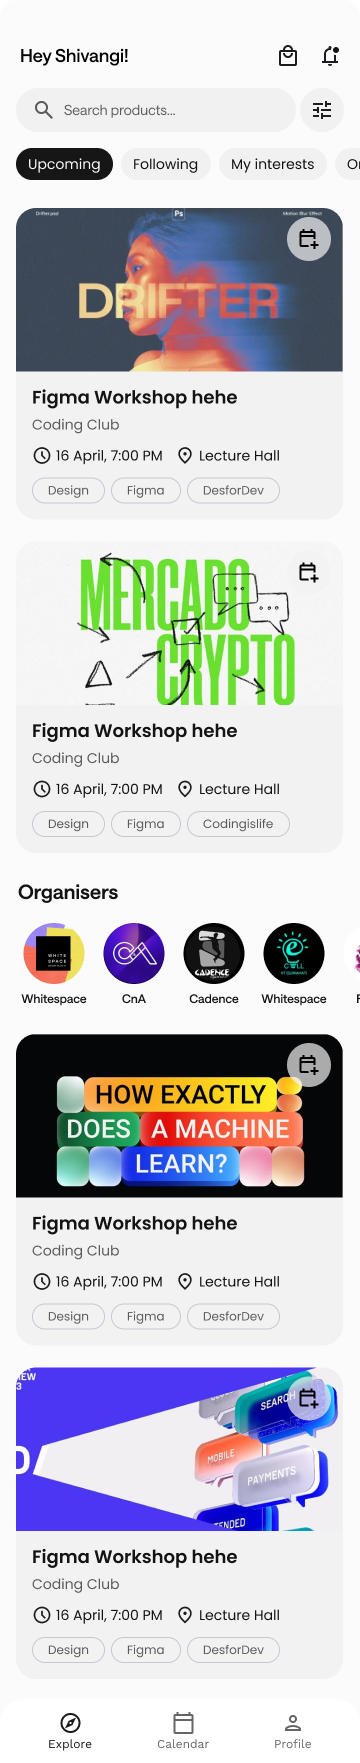 Hey Shivangi!
Search products...
Upcoming Following My interests
Drifter.psd Ps Motion Blur Effect
DRIFTER
Figma Workshop hehe
Coding Club
16 April, 7:00 PM Lecture Hall
Design Figma DesforDev
MERCADO
CRYPTO
Figma Workshop hehe
Coding Club
16 April, 7:00 PM Lecture Hall
Design Figma Codingislife
Organisers
WHITE
SPACE
CADENCE
Whitespace CnA Cadence Whitespace
HOW EXACTLY
DOES A MACHINE
LEARN?
Figma Workshop hehe
Coding Club
16 April, 7:00 PM Lecture Hall
Design Figma DesforDev
SEARCH
MOBILE
PAYMENTS
Figma Workshop hehe
Coding Club
16 April, 7:00 PM Lecture Hall
Design Figma DesforDev
Explore Calendar Profile